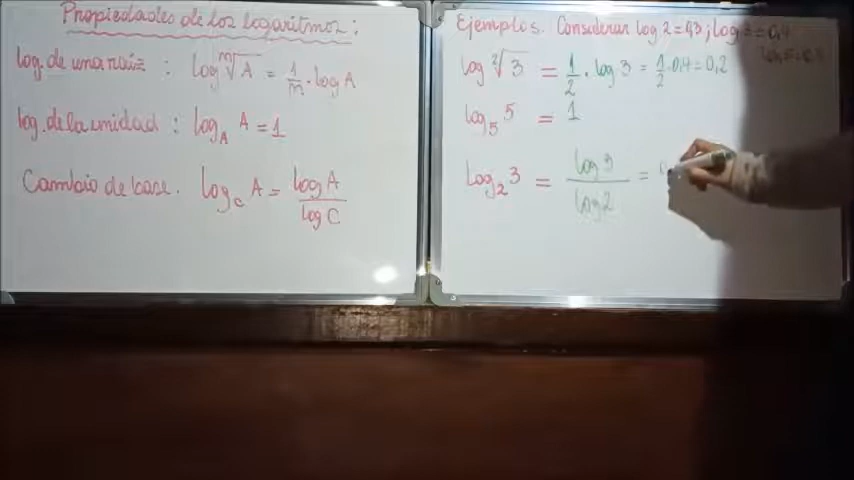 Propiedades de los logaritmos:
log. de una raíz : log ᵐ√A = 1/m · log A
log. de la unidad : log_A A = 1
Cambio de base. log_c A = log A / log C
Ejemplos. Considerar log 2 = 0,3 ; log 3 = 0,4
log ²√3 = 1/2 · log 3 = 1/2 · 0,4 = 0,2
log_5 5 = 1
log_2 3 = log 3 / log 2 =